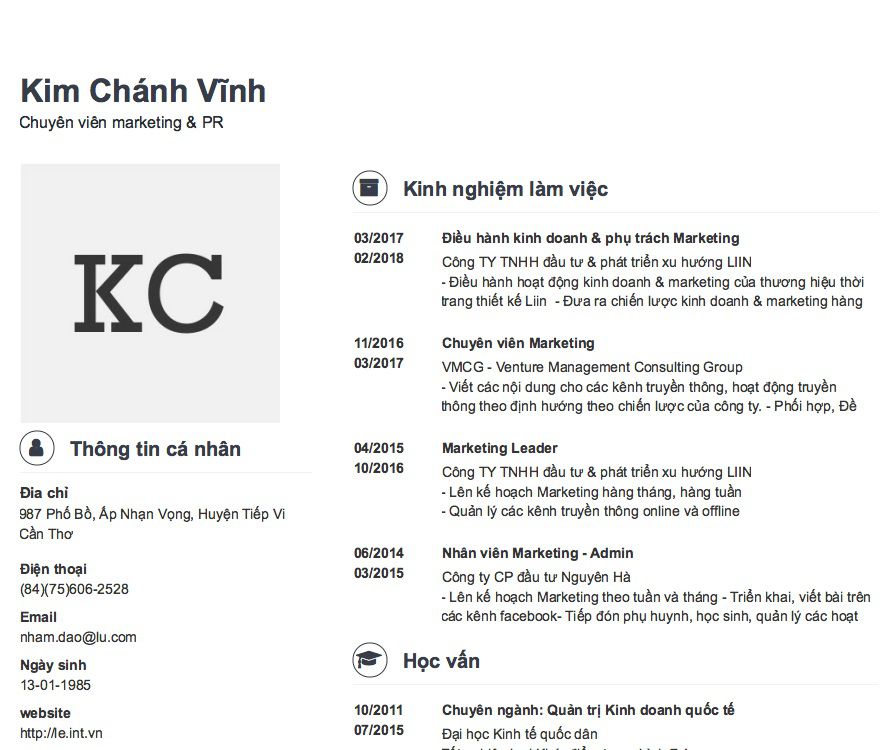 Kim Chánh Vĩnh
Chuyên viên marketing & PR
KC
Thông tin cá nhân
Đia chỉ
987 Phố Bồ, Ấp Nhạn Vọng, Huyện Tiếp Vi
Cần Thơ
Điện thoại
(84)(75)606-2528
Email
nham.dao@lu.com
Ngày sinh
13-01-1985
website
http://le.int.vn
Kinh nghiệm làm việc
03/2017 Điều hành kinh doanh & phụ trách Marketing
02/2018 Công TY TNHH đầu tư & phát triển xu hướng LIIN
- Điều hành hoạt động kinh doanh & marketing của thương hiệu thời
trang thiết kế Liin - Đưa ra chiến lược kinh doanh & marketing hàng
11/2016 Chuyên viên Marketing
03/2017 VMCG - Venture Management Consulting Group
- Viết các nội dung cho các kênh truyền thông, hoạt động truyền
thông theo định hướng theo chiến lược của công ty. - Phối hợp, Đề
04/2015 Marketing Leader
10/2016 Công TY TNHH đầu tư & phát triển xu hướng LIIN
- Lên kế hoạch Marketing hàng tháng, hàng tuần
- Quản lý các kênh truyền thông online và offline
06/2014 Nhân viên Marketing - Admin
03/2015 Công ty CP đầu tư Nguyên Hà
- Lên kế hoạch Marketing theo tuần và tháng - Triển khai, viết bài trên
các kênh facebook- Tiếp đón phụ huynh, học sinh, quản lý các hoạt
Học vấn
10/2011 Chuyên ngành: Quản trị Kinh doanh quốc tế
07/2015 Đại học Kinh tế quốc dân